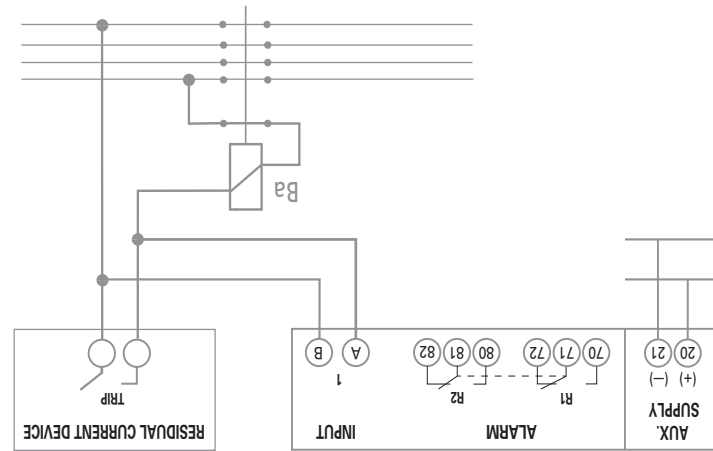 AUX.
SUPPLY
(+) (—)
20 21
ALARM
R1 R2
70 71 72 80 81 82
INPUT
1
A B
RESIDUAL CURRENT DEVICE
TRIP
Ba